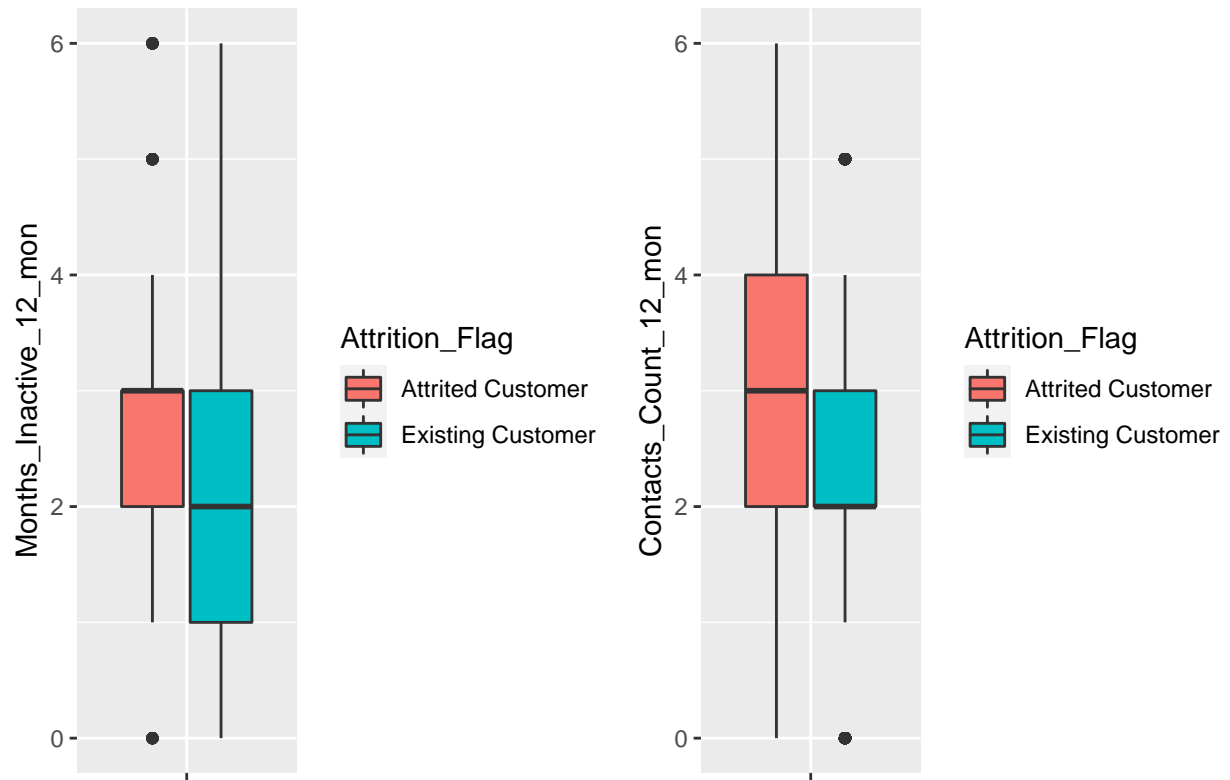 Months_Inactive_12_mon
6
4
2
0
Attrition_Flag
Attrited Customer
Existing Customer
Contacts_Count_12_mon
6
4
2
0
Attrition_Flag
Attrited Customer
Existing Customer